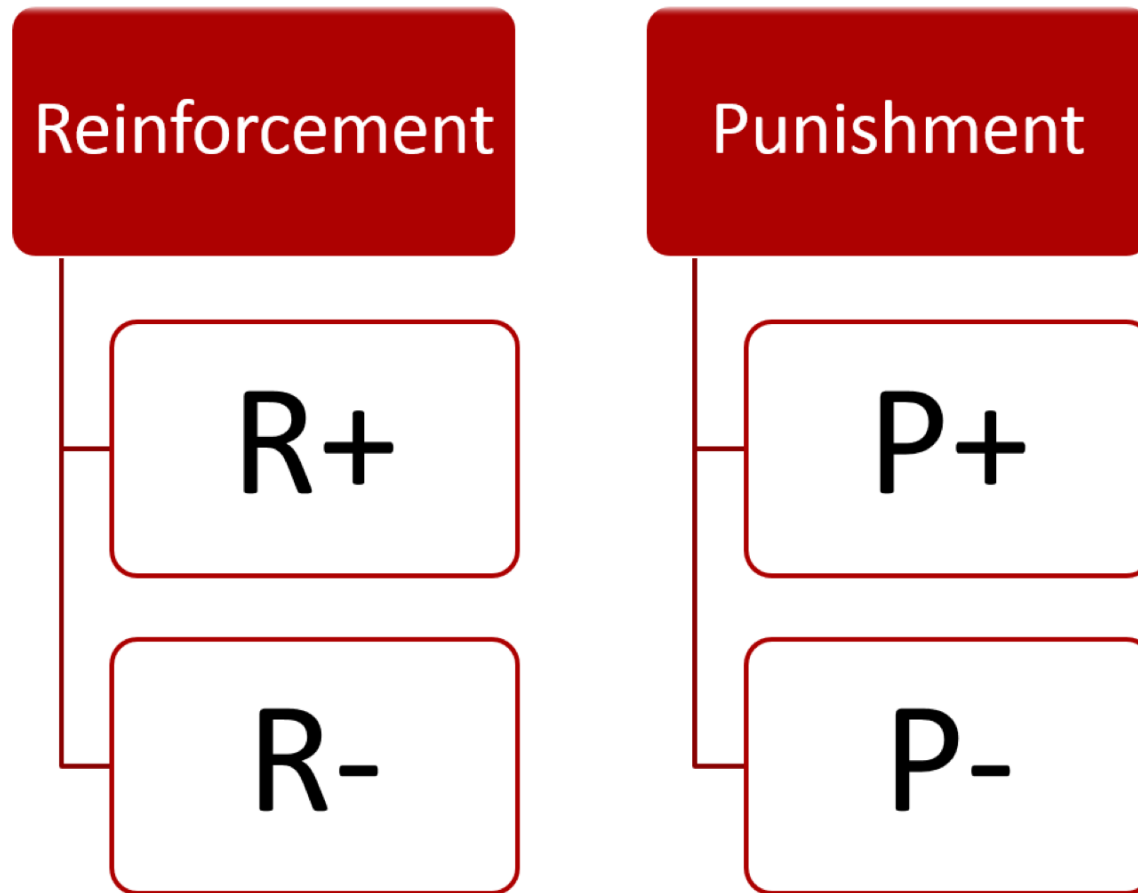 Reinforcement
R+
R-
Punishment
P+
P-